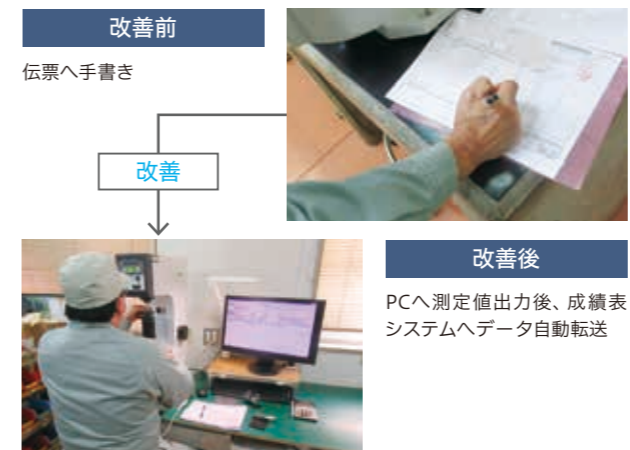 改善前
伝票へ手書き
改善
改善後
PCへ測定値出力後、成績表
システムへデータ自動転送